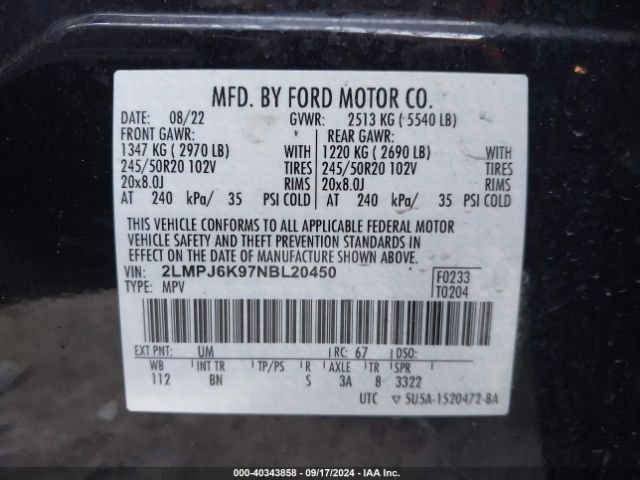 MFD. BY FORD MOTOR CO.
DATE: 08/22 GVWR: 2513 KG ( 5540 LB)
FRONT GAWR: REAR GAWR:
1347 KG ( 2970 LB) WITH 1220 KG ( 2690 LB) WITH
245/50R20 102V TIRES 245/50R20 102V TIRES
20x8.0J RIMS 20x8.0J RIMS
AT 240 kPa/ 35 PSI COLD AT 240 kPa/ 35 PSI COLD
THIS VEHICLE CONFORMS TO ALL APPLICABLE FEDERAL MOTOR
VEHICLE SAFETY AND THEFT PREVENTION STANDARDS IN
EFFECT ON THE DATE OF MANUFACTURE SHOWN ABOVE.
VIN: 2LMPJ6K97NBL20450 F0233
TYPE: MPV T0204
EXT PNT: UM RC: 67 DSO:
WB INT TR TP/PS R AXLE TR SPR
112 BN S 3A 8 3322
UTC ▽ 5U5A-1520472-8A
000-40343858 - 09/17/2024 - IAA Inc.